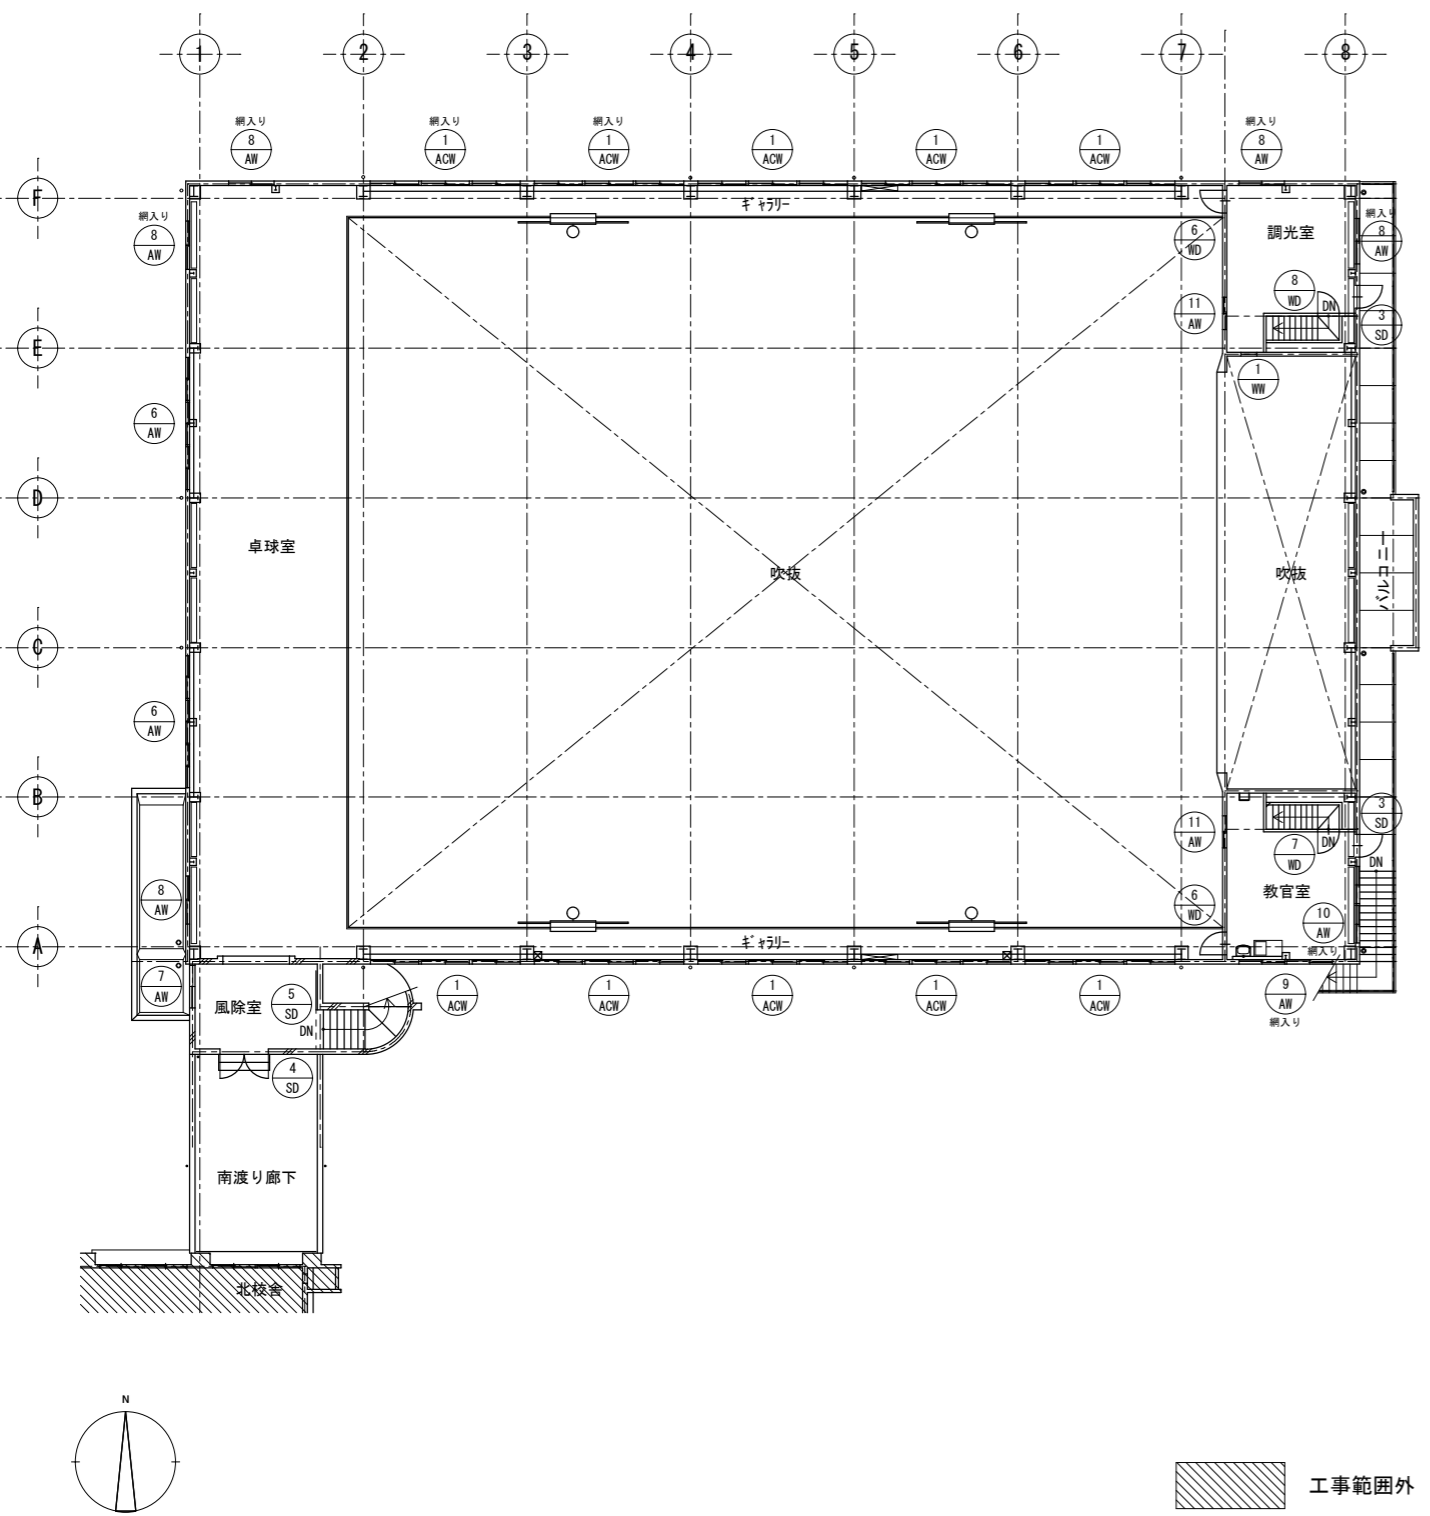 1 2 3 4 5 6 7 8
網入り 網入り 網入り 網入り
8 1 1 1 1 1 8
AW ACW ACW ACW ACW ACW AW
F
ギャラリー
網入り
8
AW
6
WD
調光室
網入り
8
AW
8
WD
DN
11
AW
3
SD
E
1
WW
6
AW
D
卓球室
吹抜
吹抜
バルコニー
C
6
AW
B
3
SD
11
AW
DN
7
WD
DN
教官室
8
AW
6
WD
10
AW
網入り
A
ギャラリー
7
AW
風除室
5
SD
DN
1 1 1 1 1 9
ACW ACW ACW ACW ACW AW
網入り
4
SD
南渡り廊下
北校舎
N
工事範囲外